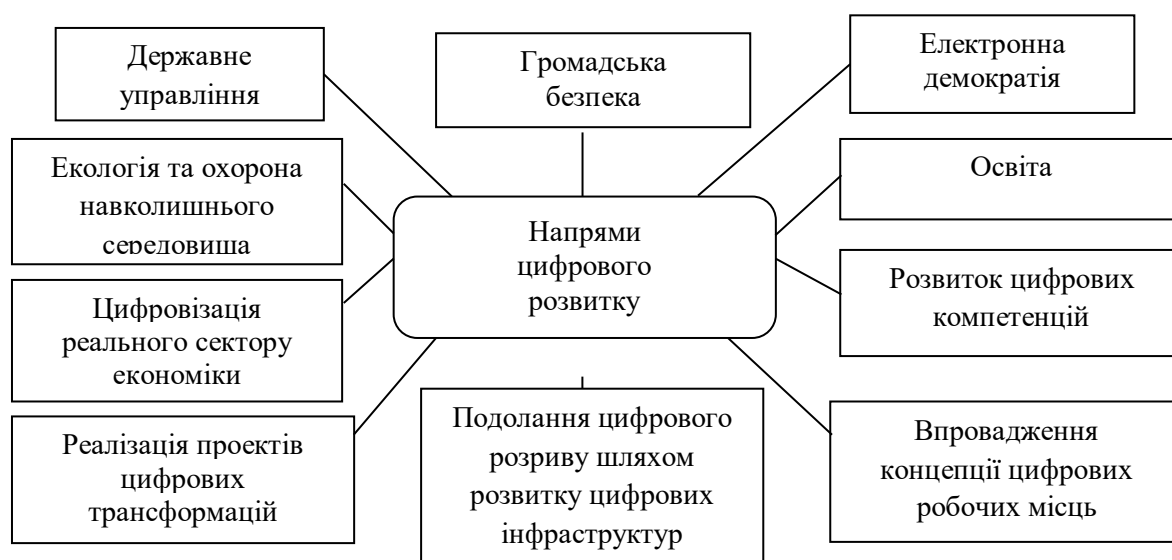 Державне
управління
Громадська
безпека
Електронна
демократія
Екологія та охорона
навколишнього
середовища
Освіта
Напрями
цифрового
розвитку
Цифровізація
реального сектору
економіки
Розвиток цифрових
компетенцій
Реалізація проектів
цифрових
трансформацій
Подолання цифрового
розриву шляхом
розвитку цифрових
інфраструктур
Впровадження
концепції цифрових
робочих місць